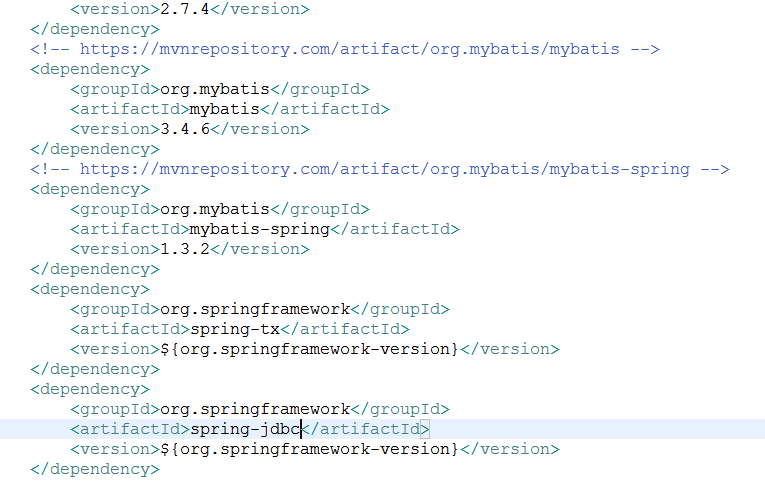 <version>2.7.4</version>
</dependency>
<!-- https://mvnrepository.com/artifact/org.mybatis/mybatis -->
<dependency>
<groupId>org.mybatis</groupId>
<artifactId>mybatis</artifactId>
<version>3.4.6</version>
</dependency>
<!-- https://mvnrepository.com/artifact/org.mybatis/mybatis-spring -->
<dependency>
<groupId>org.mybatis</groupId>
<artifactId>mybatis-spring</artifactId>
<version>1.3.2</version>
</dependency>
<dependency>
<groupId>org.springframework</groupId>
<artifactId>spring-tx</artifactId>
<version>${org.springframework-version}</version>
</dependency>
<dependency>
<groupId>org.springframework</groupId>
<artifactId>spring-jdbc</artifactId>
<version>${org.springframework-version}</version>
</dependency>